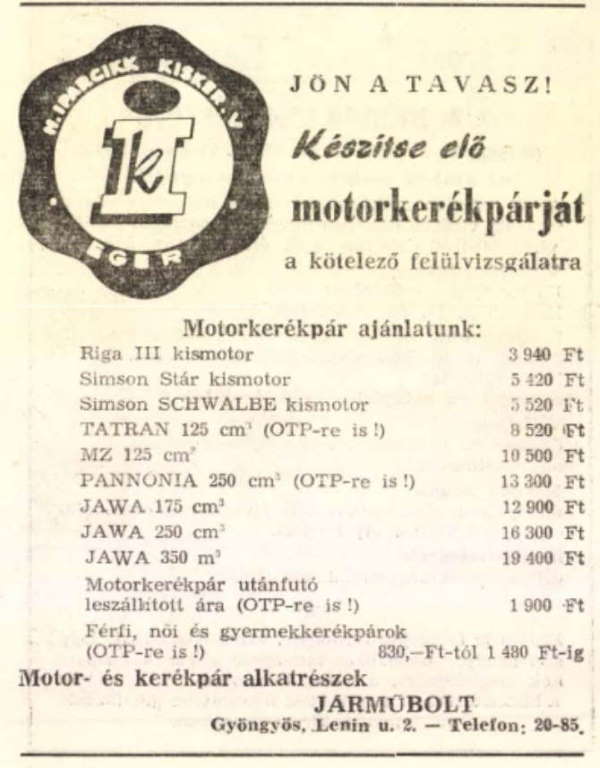 M. IPARCIKK KISKER. V.
ik
EGER
JÖN A TAVASZ!
Készítse elő
motorkerékpárját
a kötelező felülvizsgálatra
Motorkerékpár ajánlatunk:
Riga III kismotor 3 940 Ft
Simson Stár kismotor 5 420 Ft
Simson SCHWALBE kismotor 5 520 Ft
TATRAN 125 cm³ (OTP-re is!) 8 520 Ft
MZ 125 cm³ 10 500 Ft
PANNONIA 250 cm³ (OTP-re is!) 13 300 Ft
JAWA 175 cm³ 12 900 Ft
JAWA 250 cm³ 16 300 Ft
JAWA 350 m³ 19 400 Ft
Motorkerékpár utánfutó
leszállított ára (OTP-re is!) 1 900 Ft
Férfi, női és gyermekkerékpárok
(OTP-re is!) 830,—Ft-tól 1 480 Ft-ig
Motor- és kerékpár alkatrészek
JÁRMŰBOLT
Gyöngyös, Lenin u. 2. — Telefon: 20-85.